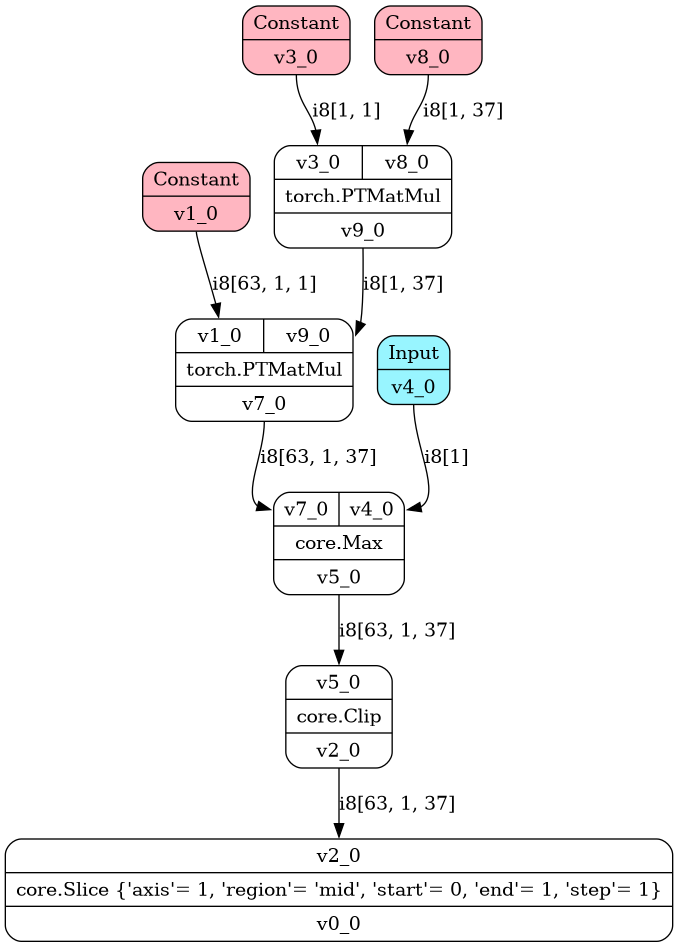 Constant
v3_0
Constant
v8_0
i8[1, 1]
i8[1, 37]
v3_0
v8_0
torch.PTMatMul
v9_0
Constant
v1_0
i8[63, 1, 1]
i8[1, 37]
v1_0
v9_0
torch.PTMatMul
v7_0
Input
v4_0
i8[63, 1, 37]
i8[1]
v7_0
v4_0
core.Max
v5_0
i8[63, 1, 37]
v5_0
core.Clip
v2_0
i8[63, 1, 37]
v2_0
core.Slice {'axis'= 1, 'region'= 'mid', 'start'= 0, 'end'= 1, 'step'= 1}
v0_0